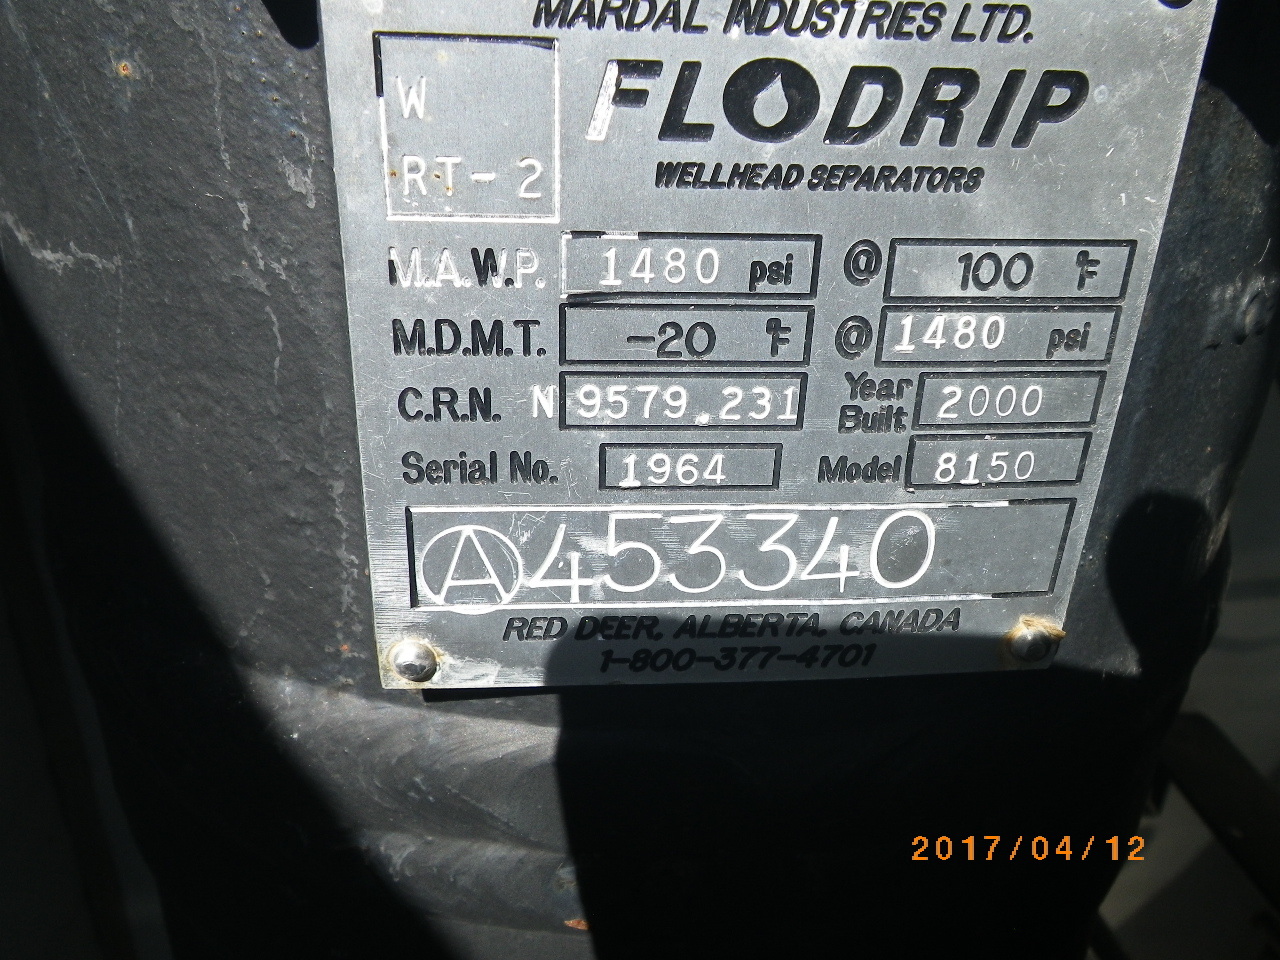 MARDAL INDUSTRIES LTD.
W
RT-2
FLODRIP
WELLHEAD SEPARATORS
M.A.W.P. 1480 psi @ 100 °F
M.D.M.T. -20 °F @ 1480 psi
C.R.N. N 9579.231 Year Built 2000
Serial No. 1964 Model 8150
Ⓐ453340
RED DEER, ALBERTA, CANADA
1-800-377-4701
2017/04/12